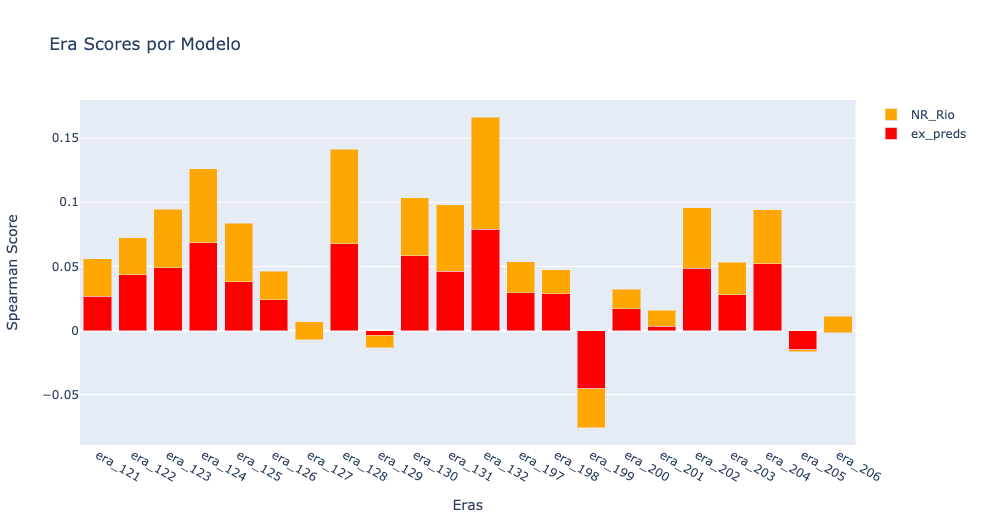 Era Scores por Modelo
NR_Rio
ex_preds
0.15
0.1
0.05
0
−0.05
Spearman Score
era_121
era_122
era_123
era_124
era_125
era_126
era_127
era_128
era_129
era_130
era_131
era_132
era_197
era_198
era_199
era_200
era_201
era_202
era_203
era_204
era_205
era_206
Eras